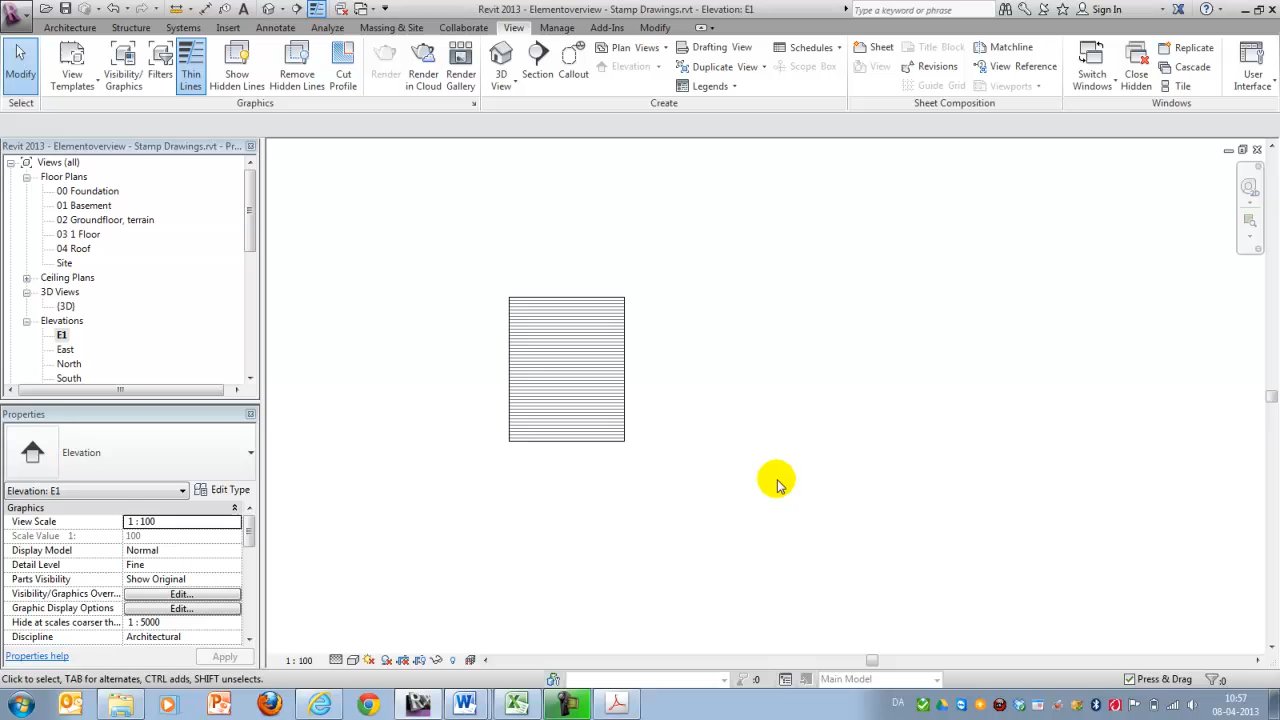 Revit 2013 - Elementoverview - Stamp Drawings.rvt - Elevation: E1
Type a keyword or phrase
Sign In
Architecture Structure Systems Insert Annotate Analyze Massing & Site Collaborate View Manage Add-Ins Modify
Modify
View Templates
Visibility/ Graphics
Filters
Thin Lines
Show Hidden Lines
Remove Hidden Lines
Cut Profile
Render
Render in Cloud
Render Gallery
3D View
Section
Callout
Plan Views
Elevation
Drafting View
Duplicate View
Legends
Schedules
Scope Box
Sheet
View
Title Block
Revisions
Guide Grid
Matchline
View Reference
Viewports
Switch Windows
Close Hidden
Replicate
Cascade
Tile
User Interface
Select
Graphics
Create
Sheet Composition
Windows
Revit 2013 - Elementoverview - Stamp Drawings.rvt - Pr...
Views (all)
Floor Plans
00 Foundation
01 Basement
02 Groundfloor, terrain
03 1 Floor
04 Roof
Site
Ceiling Plans
3D Views
{3D}
Elevations
E1
East
North
South
Properties
Elevation
Elevation: E1
Edit Type
Graphics
View Scale 1 : 100
Scale Value 1: 100
Display Model Normal
Detail Level Fine
Parts Visibility Show Original
Visibility/Graphics Overr... Edit...
Graphic Display Options Edit...
Hide at scales coarser th... 1 : 5000
Discipline Architectural
Properties help
Apply
1 : 100
Click to select, TAB for alternates, CTRL adds, SHIFT unselects.
:0
Main Model
Press & Drag
:0
DA
10:57
08-04-2013